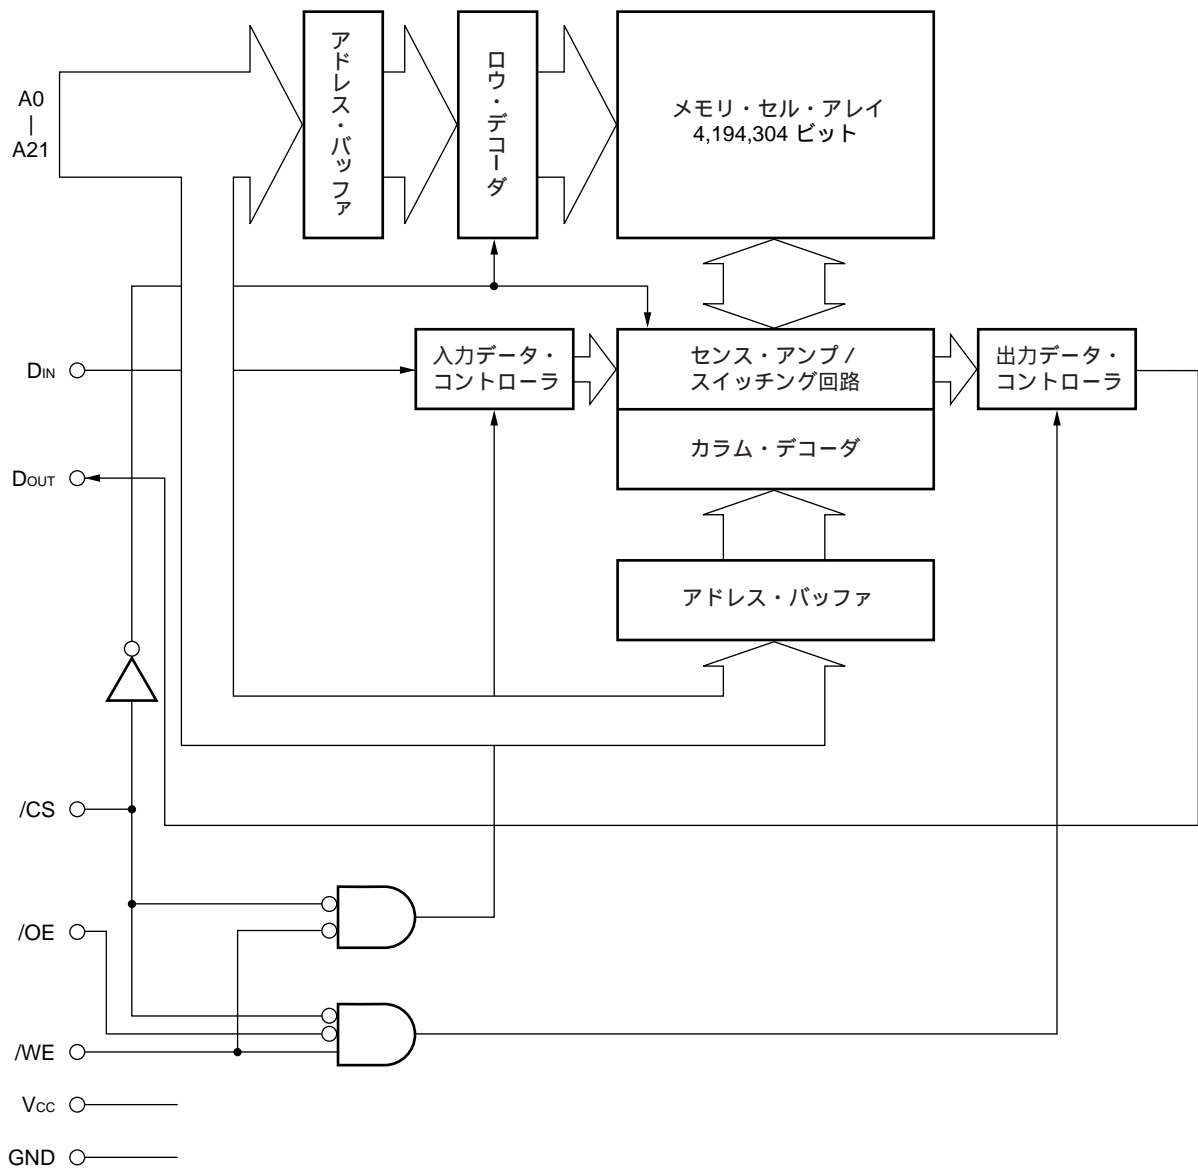 A0
|
A21
アドレス・バッファ
ロウ・デコーダ
メモリ・セル・アレイ
4,194,304 ビット
DIN
入力データ・
コントローラ
センス・アンプ /
スイッチング回路
出力データ・
コントローラ
カラム・デコーダ
DOUT
アドレス・バッファ
/CS
/OE
/WE
VCC
GND